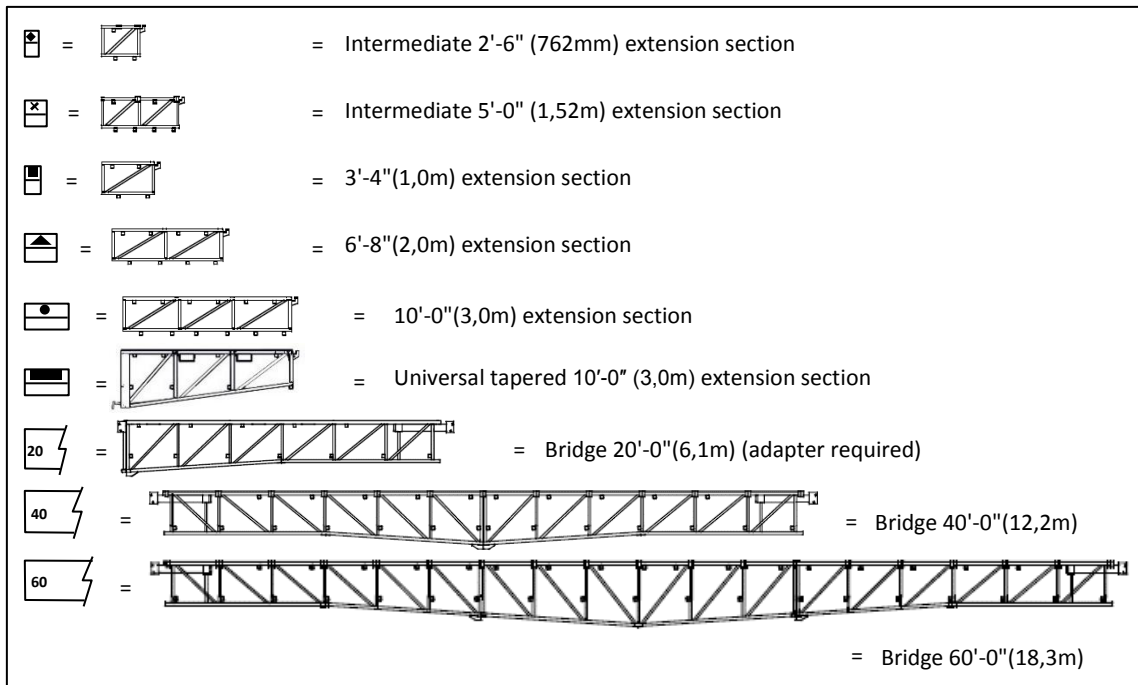 = = Intermediate 2'-6" (762mm) extension section
= = Intermediate 5'-0" (1,52m) extension section
= = 3'-4"(1,0m) extension section
= = 6'-8"(2,0m) extension section
= = 10'-0"(3,0m) extension section
= = Universal tapered 10'-0" (3,0m) extension section
20 = = Bridge 20'-0"(6,1m) (adapter required)
40 = = Bridge 40'-0"(12,2m)
60 =
= Bridge 60'-0"(18,3m)